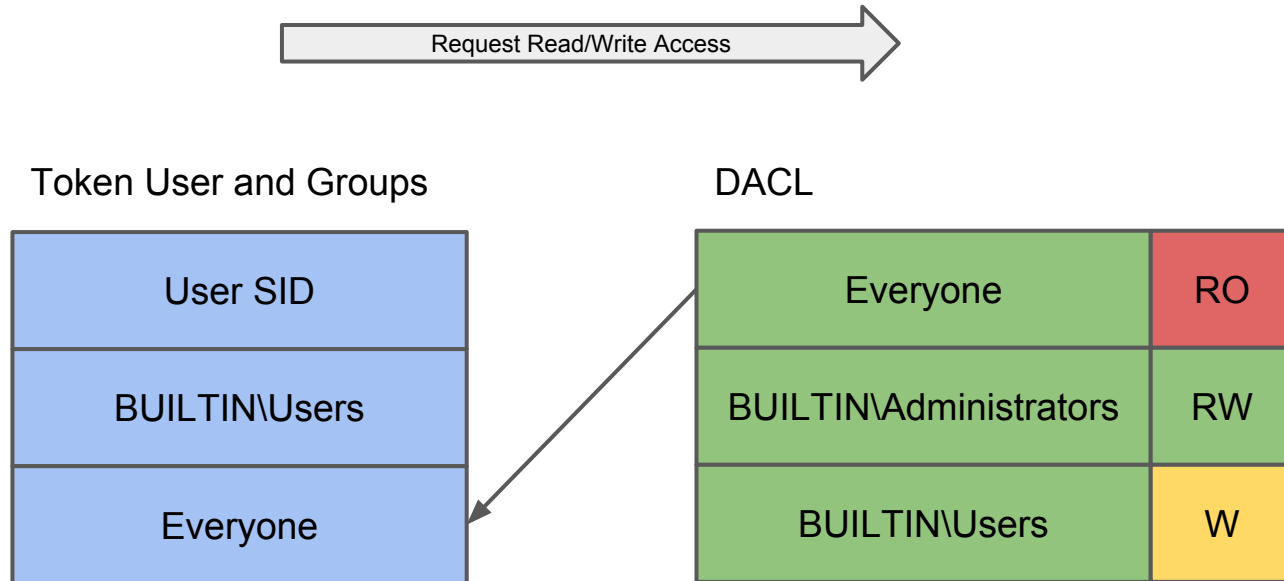 Request Read/Write Access
Token User and Groups
DACL
User SID
Everyone
RO
BUILTIN\Users
BUILTIN\Administrators
RW
Everyone
BUILTIN\Users
W